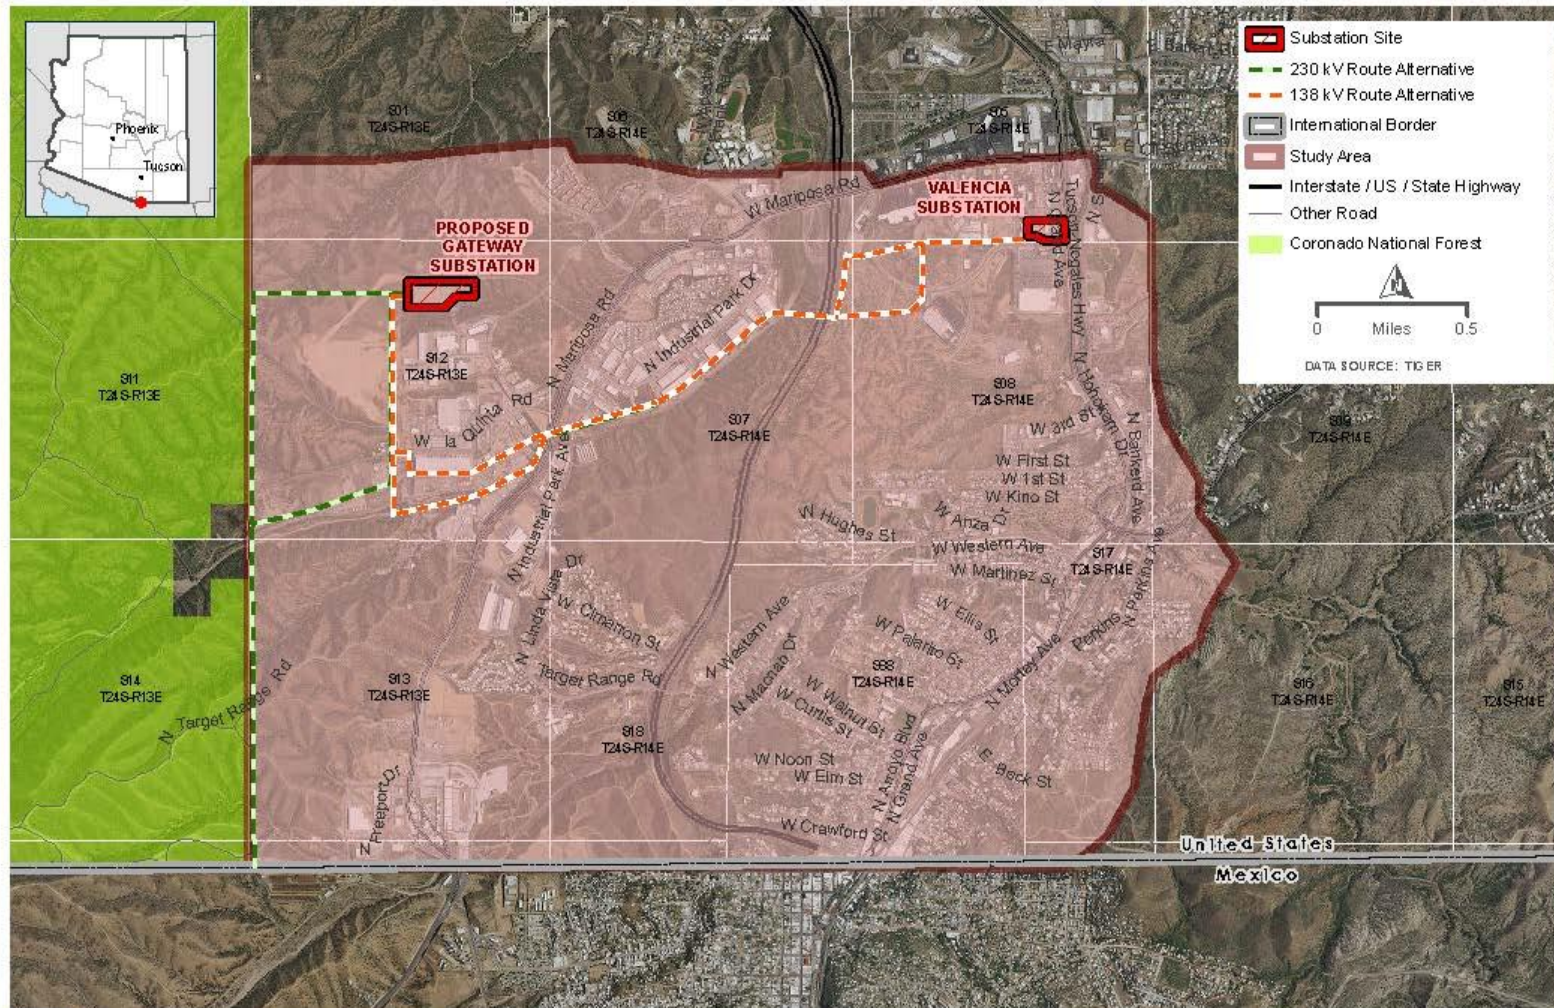 Phoenix
Tucson
Substation Site
230 kV Route Alternative
138 kV Route Alternative
International Border
Study Area
Interstate / US / State Highway
Other Road
Coronado National Forest
0 Miles 0.5
DATA SOURCE: TIGER
S01
T24S-R13E
S06
T24S-R14E
S05
T24S-R14E
W Mariposa Rd
VALENCIA
SUBSTATION
PROPOSED
GATEWAY
SUBSTATION
N Grand Ave
Tucson-Nogales Hwy
N Mariposa Rd
N Industrial Park Dr
S11
T24S-R13E
S12
T24S-R13E
W la Quinta Rd
S07
T24S-R14E
S08
T24S-R14E
S09
T24S-R14E
N Hohokam Dr
N Bankerd Ave
W 3rd St
W First St
W 1st St
W Kino St
N Industrial Park Ave
W Hughes St
W Anza Dr
W Western Ave
W Martinez St
S17
T24S-R14E
N Industrial Park Ave
N Linda Vista Dr
W Cinnamon St
N Western Ave
W Ellis St
W Palarito St
N Morley Ave
Perkins
S14
T24S-R13E
N Target Range Rd
S13
T24S-R13E
Target Range Rd
N Macnab Dr
S88
T24S-R14E
W Walnut St
W Curtis St
S16
T24S-R14E
S15
T24S-R14E
S18
T24S-R14E
N Arroyo Blvd
N Grand Ave
W Noon St
W Elm St
E Beck St
N Freeport Dr
W Crawford St
United States
Mexico